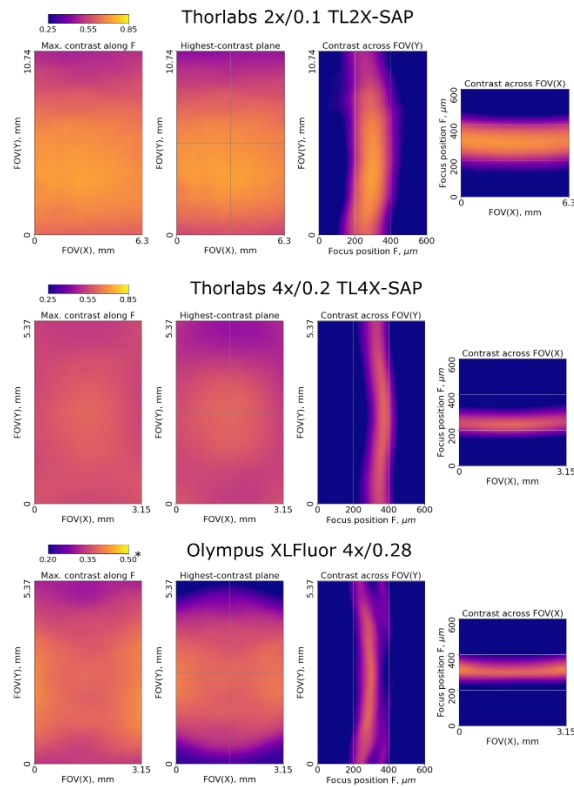 Thorlabs 2x/0.1 TL2X-SAP
0.25 0.55 0.85
Max. contrast along F
Highest-contrast plane
Contrast across FOV(Y)
Contrast across FOV(X)
10.74
FOV(Y), mm
0
0 6.3
FOV(X), mm
10.74
FOV(Y), mm
0
0 6.3
FOV(X), mm
10.74
FOV(Y), mm
0
0 200 400 600
Focus position F, μm
Focus position F, μm
600
400
200
0
0 6.3
FOV(X), mm
Thorlabs 4x/0.2 TL4X-SAP
0.25 0.55 0.85
Max. contrast along F
Highest-contrast plane
Contrast across FOV(Y)
Contrast across FOV(X)
5.37
FOV(Y), mm
0
0 3.15
FOV(X), mm
5.37
FOV(Y), mm
0
0 3.15
FOV(X), mm
5.37
FOV(Y), mm
0
0 200 400 600
Focus position F, μm
Focus position F, μm
600
400
200
0
0 3.15
FOV(X), mm
Olympus XLFluor 4x/0.28
0.20 0.35 0.50 *
Max. contrast along F
Highest-contrast plane
Contrast across FOV(Y)
Contrast across FOV(X)
5.37
FOV(Y), mm
0
0 3.15
FOV(X), mm
5.37
FOV(Y), mm
0
0 3.15
FOV(X), mm
5.37
FOV(Y), mm
0
0 200 400 600
Focus position F, μm
Focus position F, μm
600
400
200
0
0 3.15
FOV(X), mm